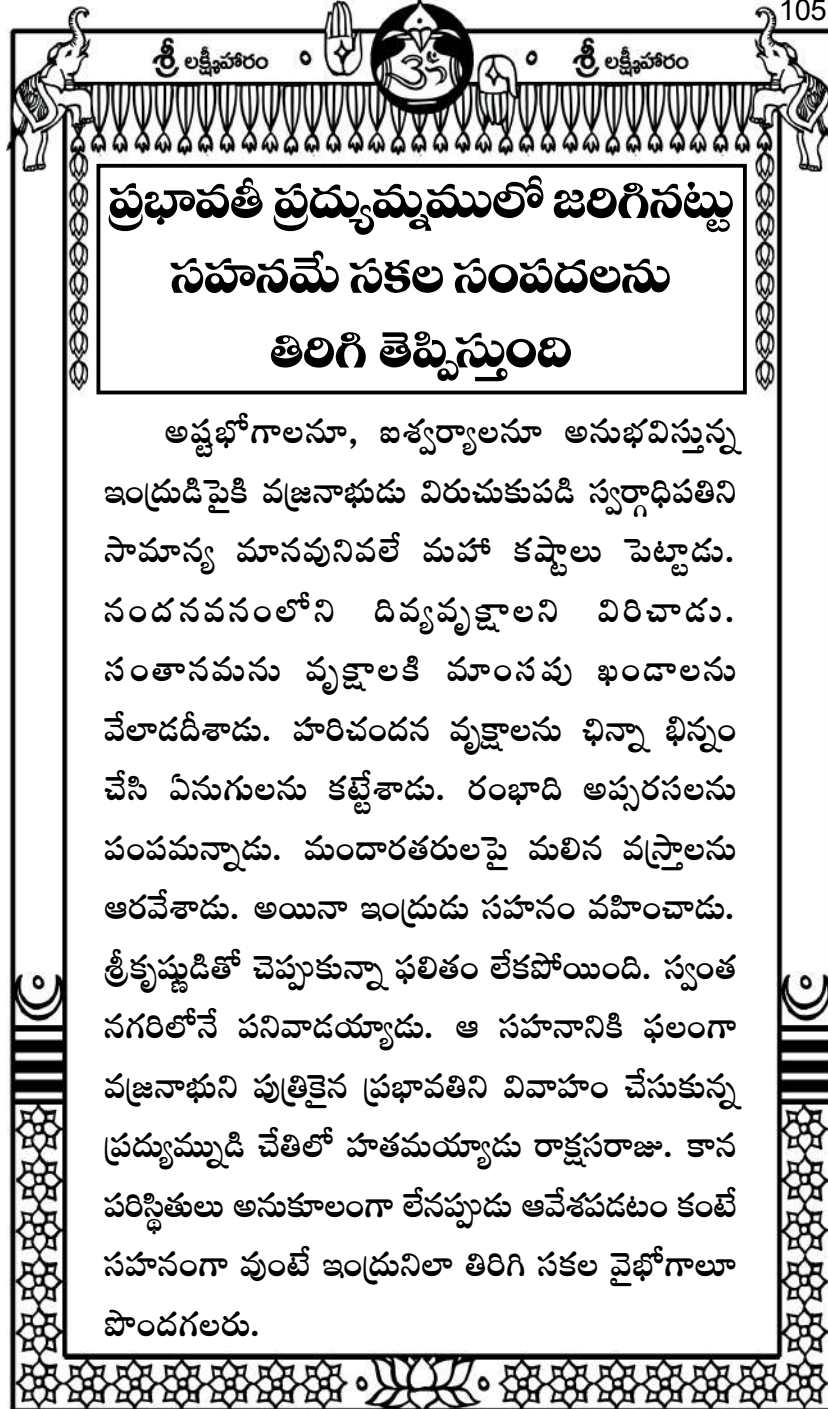 105
శ్రీ లక్ష్మీహారం
శ్రీ లక్ష్మీహారం
ప్రభావతీ ప్రద్యుమ్నములో జరిగినట్టు
సహనమే సకల సంపదలను
తిరిగి తెప్పిస్తుంది
అష్టభోగాలనూ, ఐశ్వర్యాలనూ అనుభవిస్తున్న
ఇంద్రుడిపైకి వజ్రనాభుడు విరుచుకుపడి స్వర్గాధిపతిని
సామాన్య మానవునివలే మహా కష్టాలు పెట్టాడు.
నందనవనంలోని దివ్యవృక్షాలని విరిచాడు.
సంతానమను వృక్షాలకి మాంసపు ఖండాలను
వేలాడదీశాడు. హరిచందన వృక్షాలను ఛిన్నా భిన్నం
చేసి ఏనుగులను కట్టేశాడు. రంభాది అప్సరసలను
పంపమన్నాడు. మందారతరులపై మలిన వస్త్రాలను
ఆరవేశాడు. అయినా ఇంద్రుడు సహనం వహించాడు.
శ్రీకృష్ణుడితో చెప్పుకున్నా ఫలితం లేకపోయింది. స్వంత
నగరిలోనే పనివాడయ్యాడు. ఆ సహనానికి ఫలంగా
వజ్రనాభుని పుత్రికైన ప్రభావతిని వివాహం చేసుకున్న
ప్రద్యుమ్నుడి చేతిలో హతమయ్యాడు రాక్షసరాజు. కాన
పరిస్థితులు అనుకూలంగా లేనప్పుడు ఆవేశపడటం కంటే
సహనంగా వుంటే ఇంద్రునిలా తిరిగి సకల వైభోగాలూ
పొందగలరు.